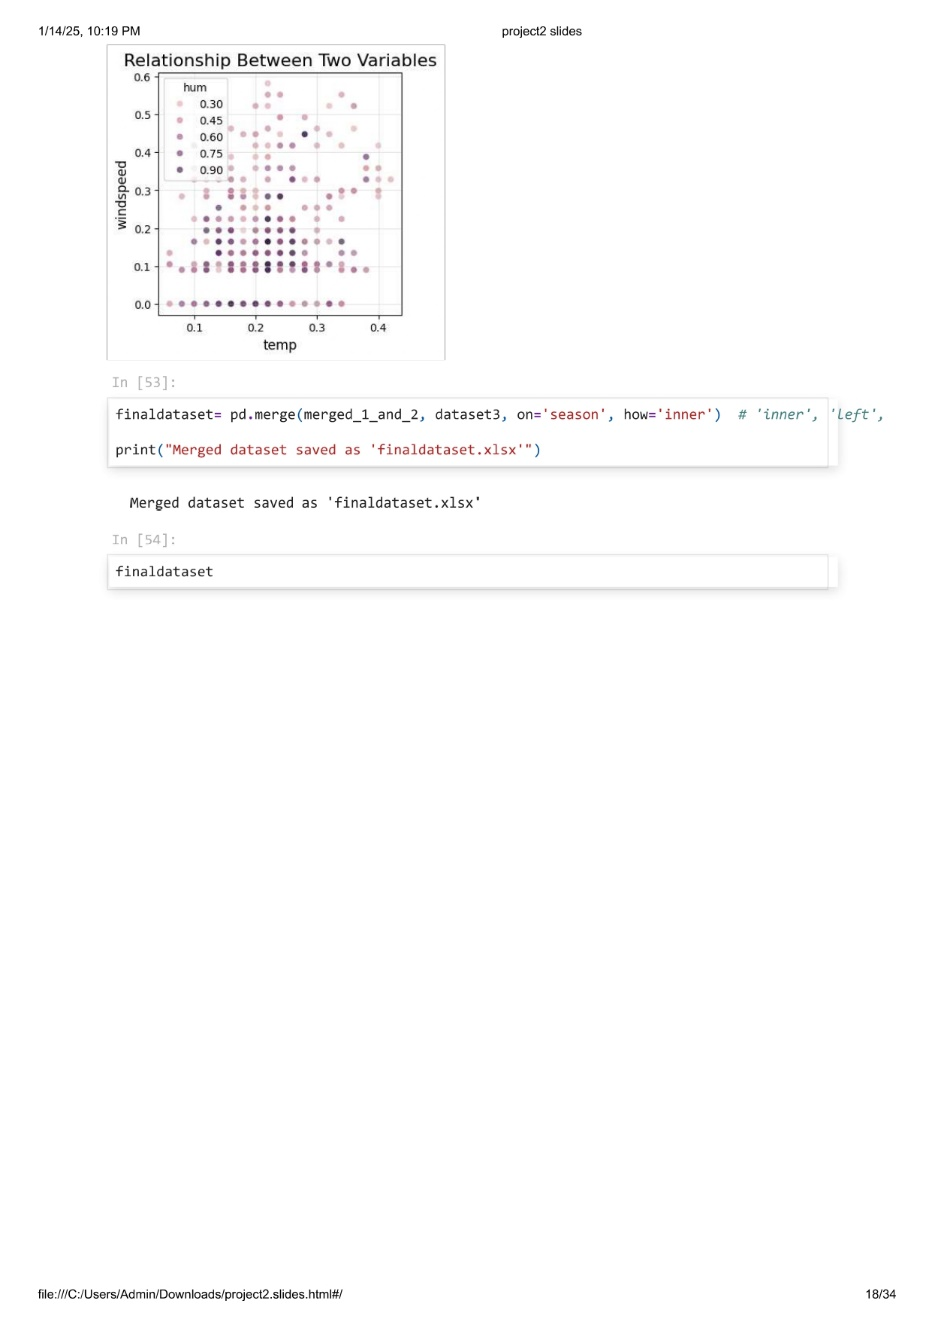 1/14/25, 10:19 PM
project2 slides
Relationship Between Two Variables
hum
0.30
0.45
0.60
0.75
0.90
0.6
0.5
0.4
0.3
0.2
0.1
0.0
windspeed
0.1
0.2
0.3
0.4
temp
In [53]:
finaldataset= pd.merge(merged_1_and_2, dataset3, on='season', how='inner')  # 'inner', 'left',
print("Merged dataset saved as 'finaldataset.xlsx'")
Merged dataset saved as 'finaldataset.xlsx'
In [54]:
finaldataset
file:///C:/Users/Admin/Downloads/project2.slides.html#/
18/34